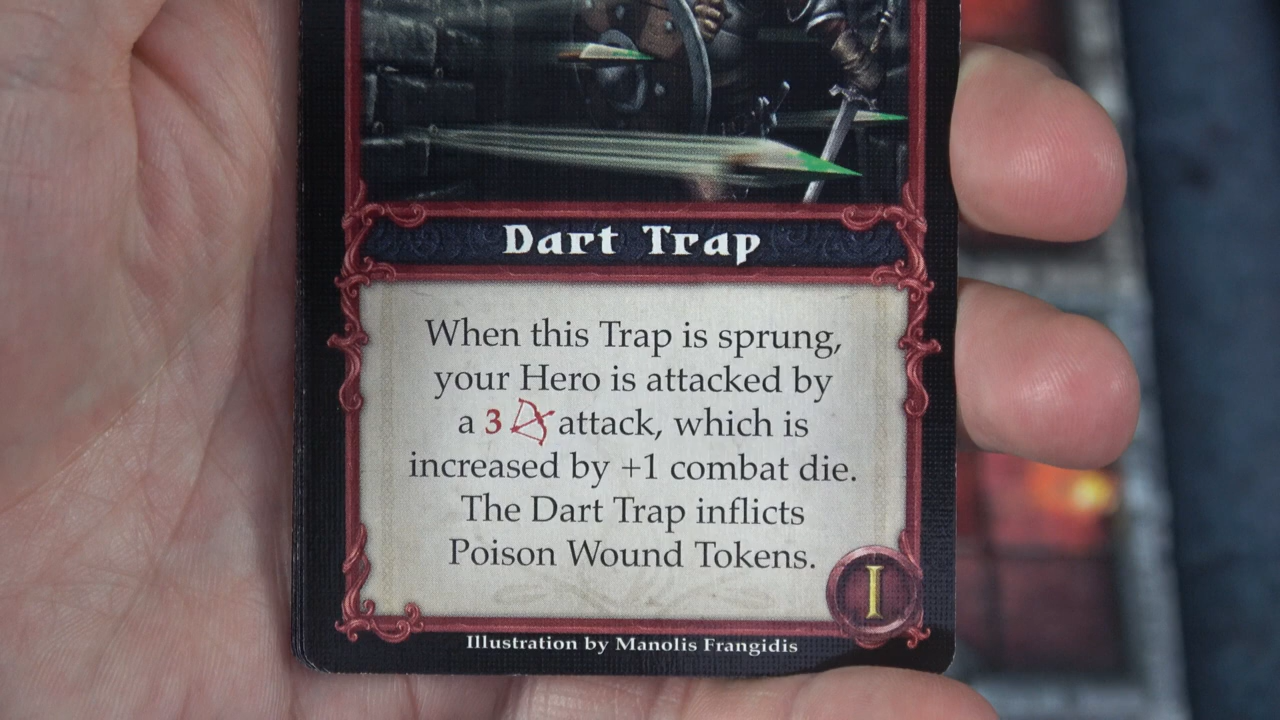 Dart Trap
When this Trap is sprung,
your Hero is attacked by
a 3 attack, which is
increased by +1 combat die.
The Dart Trap inflicts
Poison Wound Tokens.
I
Illustration by Manolis Frangidis